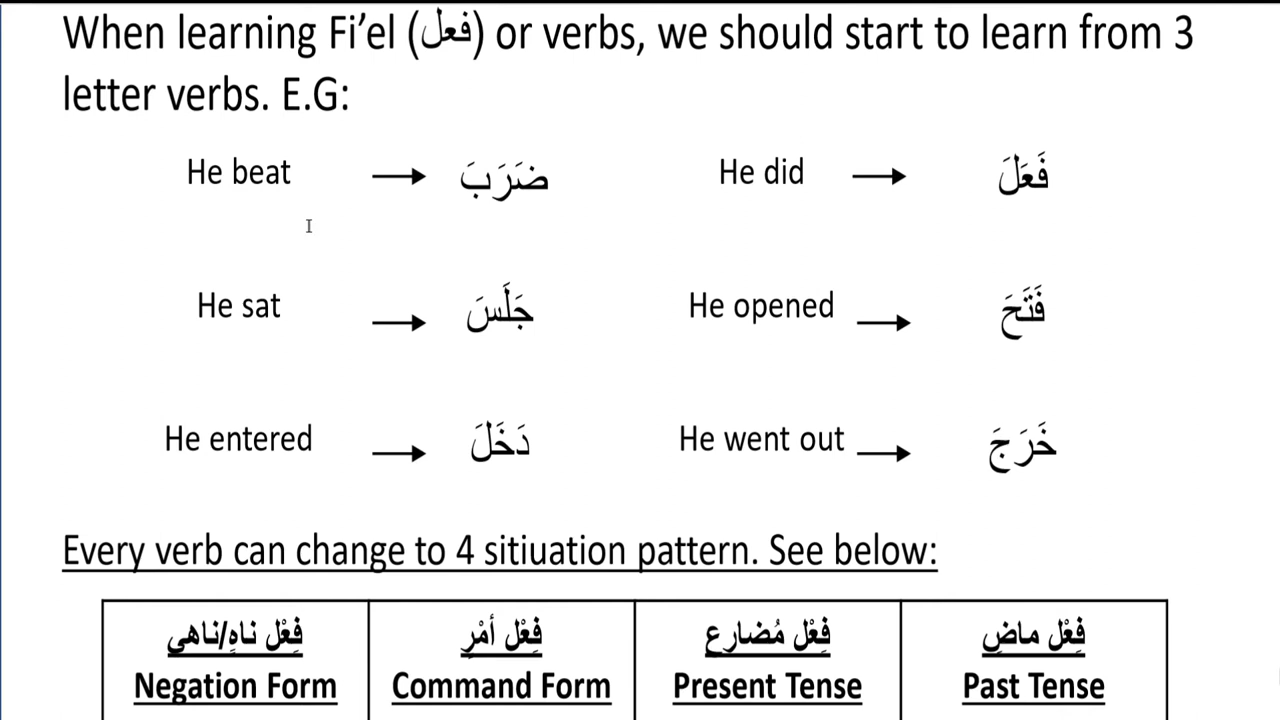 When learning Fi’el (فعل) or verbs, we should start to learn from 3
letter verbs. E.G:
He beat → ضَرَبَ He did → فَعَلَ
He sat → جَلَسَ He opened → فَتَحَ
He entered → دَخَلَ He went out → خَرَجَ
Every verb can change to 4 sitiuation pattern. See below:
فِعْل ناهٍ/ناهي فِعْل أمْرٍ فِعْل مُضارع فِعْل ماضٍ
Negation Form Command Form Present Tense Past Tense